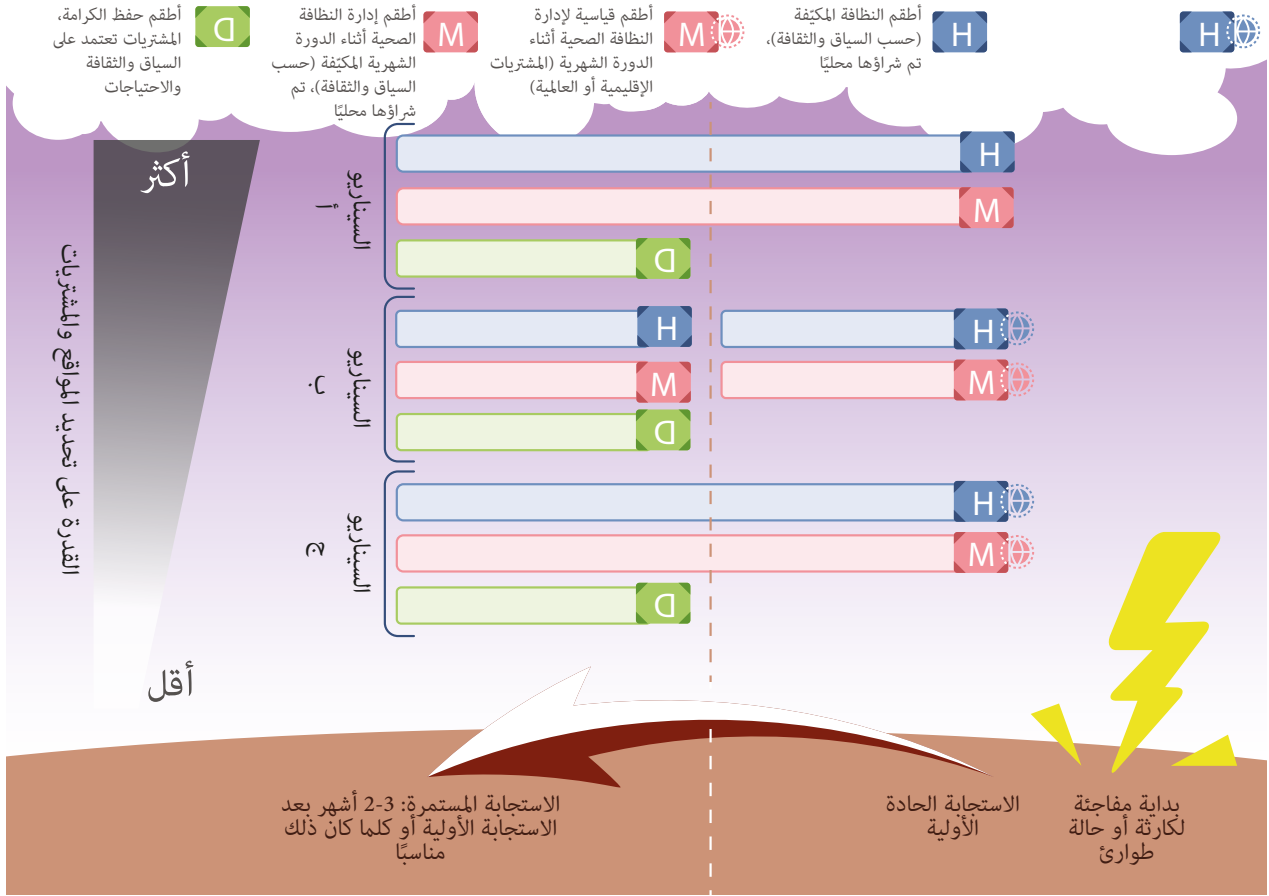 H
H
أطقم النظافة المكيّفة
(حسب السياق والثقافة)،
تم شراؤها محليًا
M
أطقم قياسية لإدارة
النظافة الصحية أثناء
الدورة الشهرية (المشتريات
الإقليمية أو العالمية)
M
أطقم إدارة النظافة
الصحية أثناء الدورة
الشهرية المكيّفة (حسب
السياق والثقافة)، تم
شراؤها محليًا
D
أطقم حفظ الكرامة،
المشتريات تعتمد على
السياق والثقافة
والاحتياجات
H
M
D
السيناريو
أ
H
M
H
M
D
السيناريو
ب
H
M
D
السيناريو
ج
أكثر
القدرة على تحديد المواقع والمشتريات
أقل
بداية مفاجئة
لكارثة أو حالة
طوارئ
الاستجابة الحادة
الأولية
الاستجابة المستمرة: 3-2 أشهر بعد
الاستجابة الأولية أو كلما كان ذلك
مناسبًا